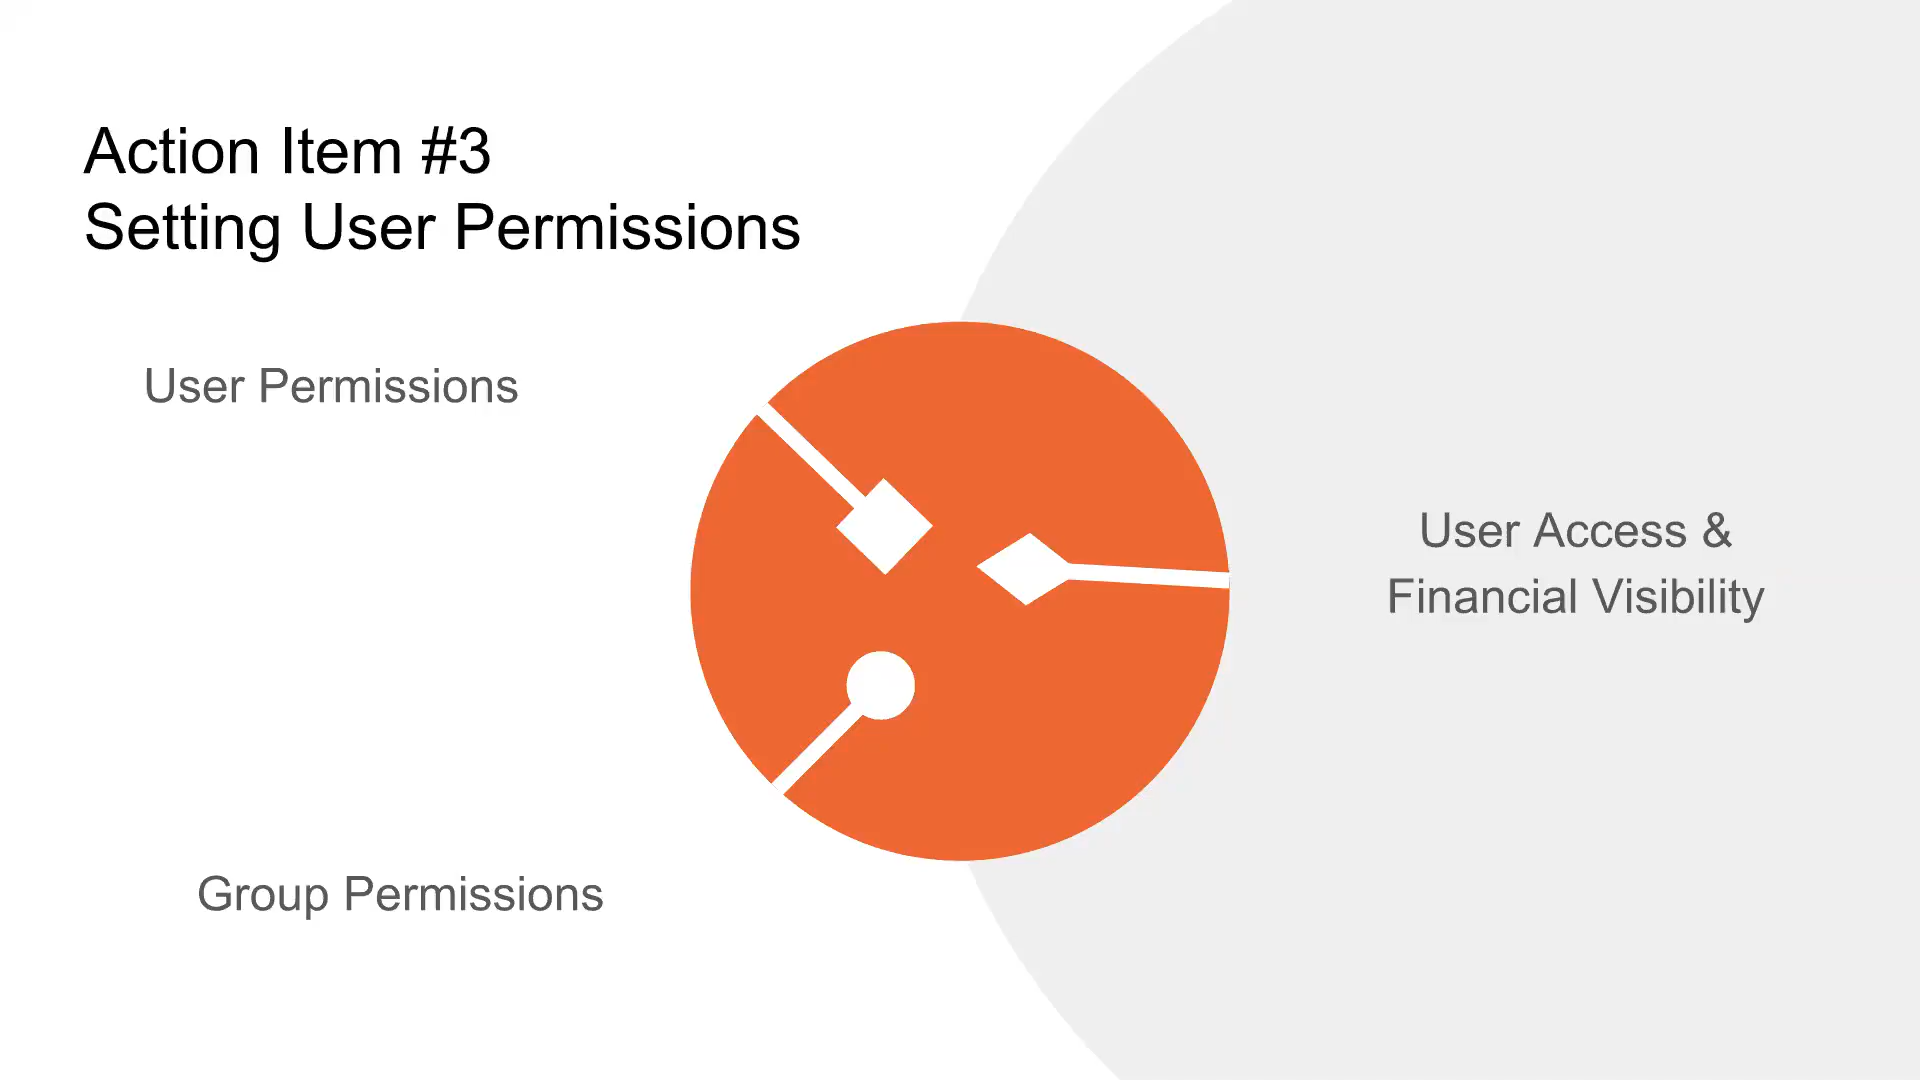 Action Item #3
Setting User Permissions
User Permissions
User Access &
Financial Visibility
Group Permissions